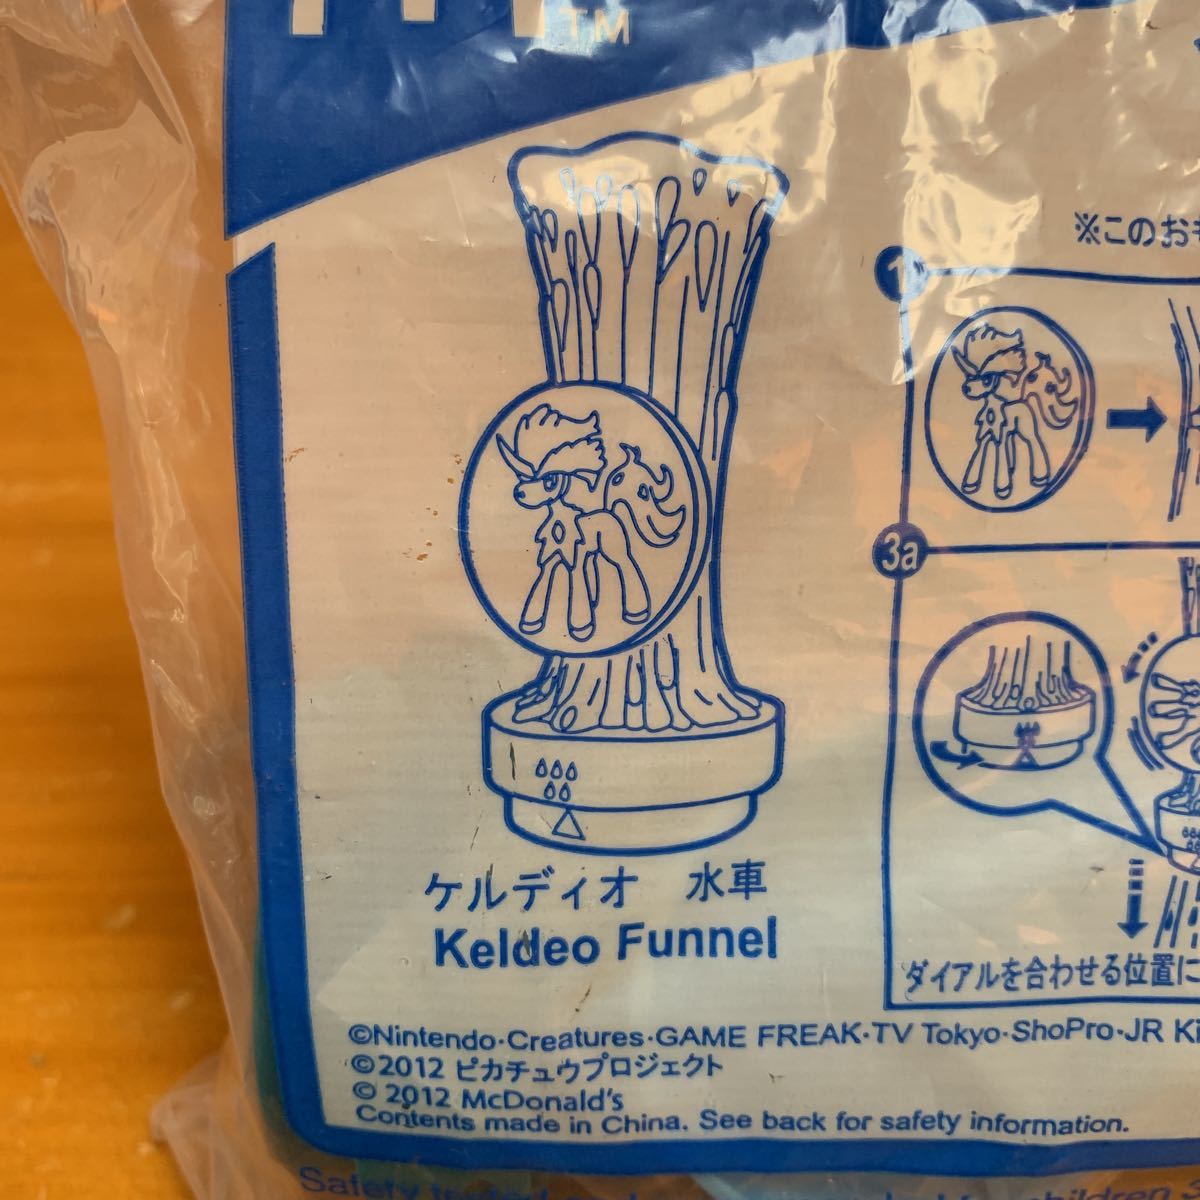 TM
※このおも
1
3a
ケルディオ 水車
Keldeo Funnel
ダイアルを合わせる位置に
©Nintendo·Creatures·GAME FREAK·TV Tokyo·ShoPro·JR Ki
©2012 ピカチュウプロジェクト
© 2012 McDonald's
Contents made in China. See back for safety information.
Safety tested